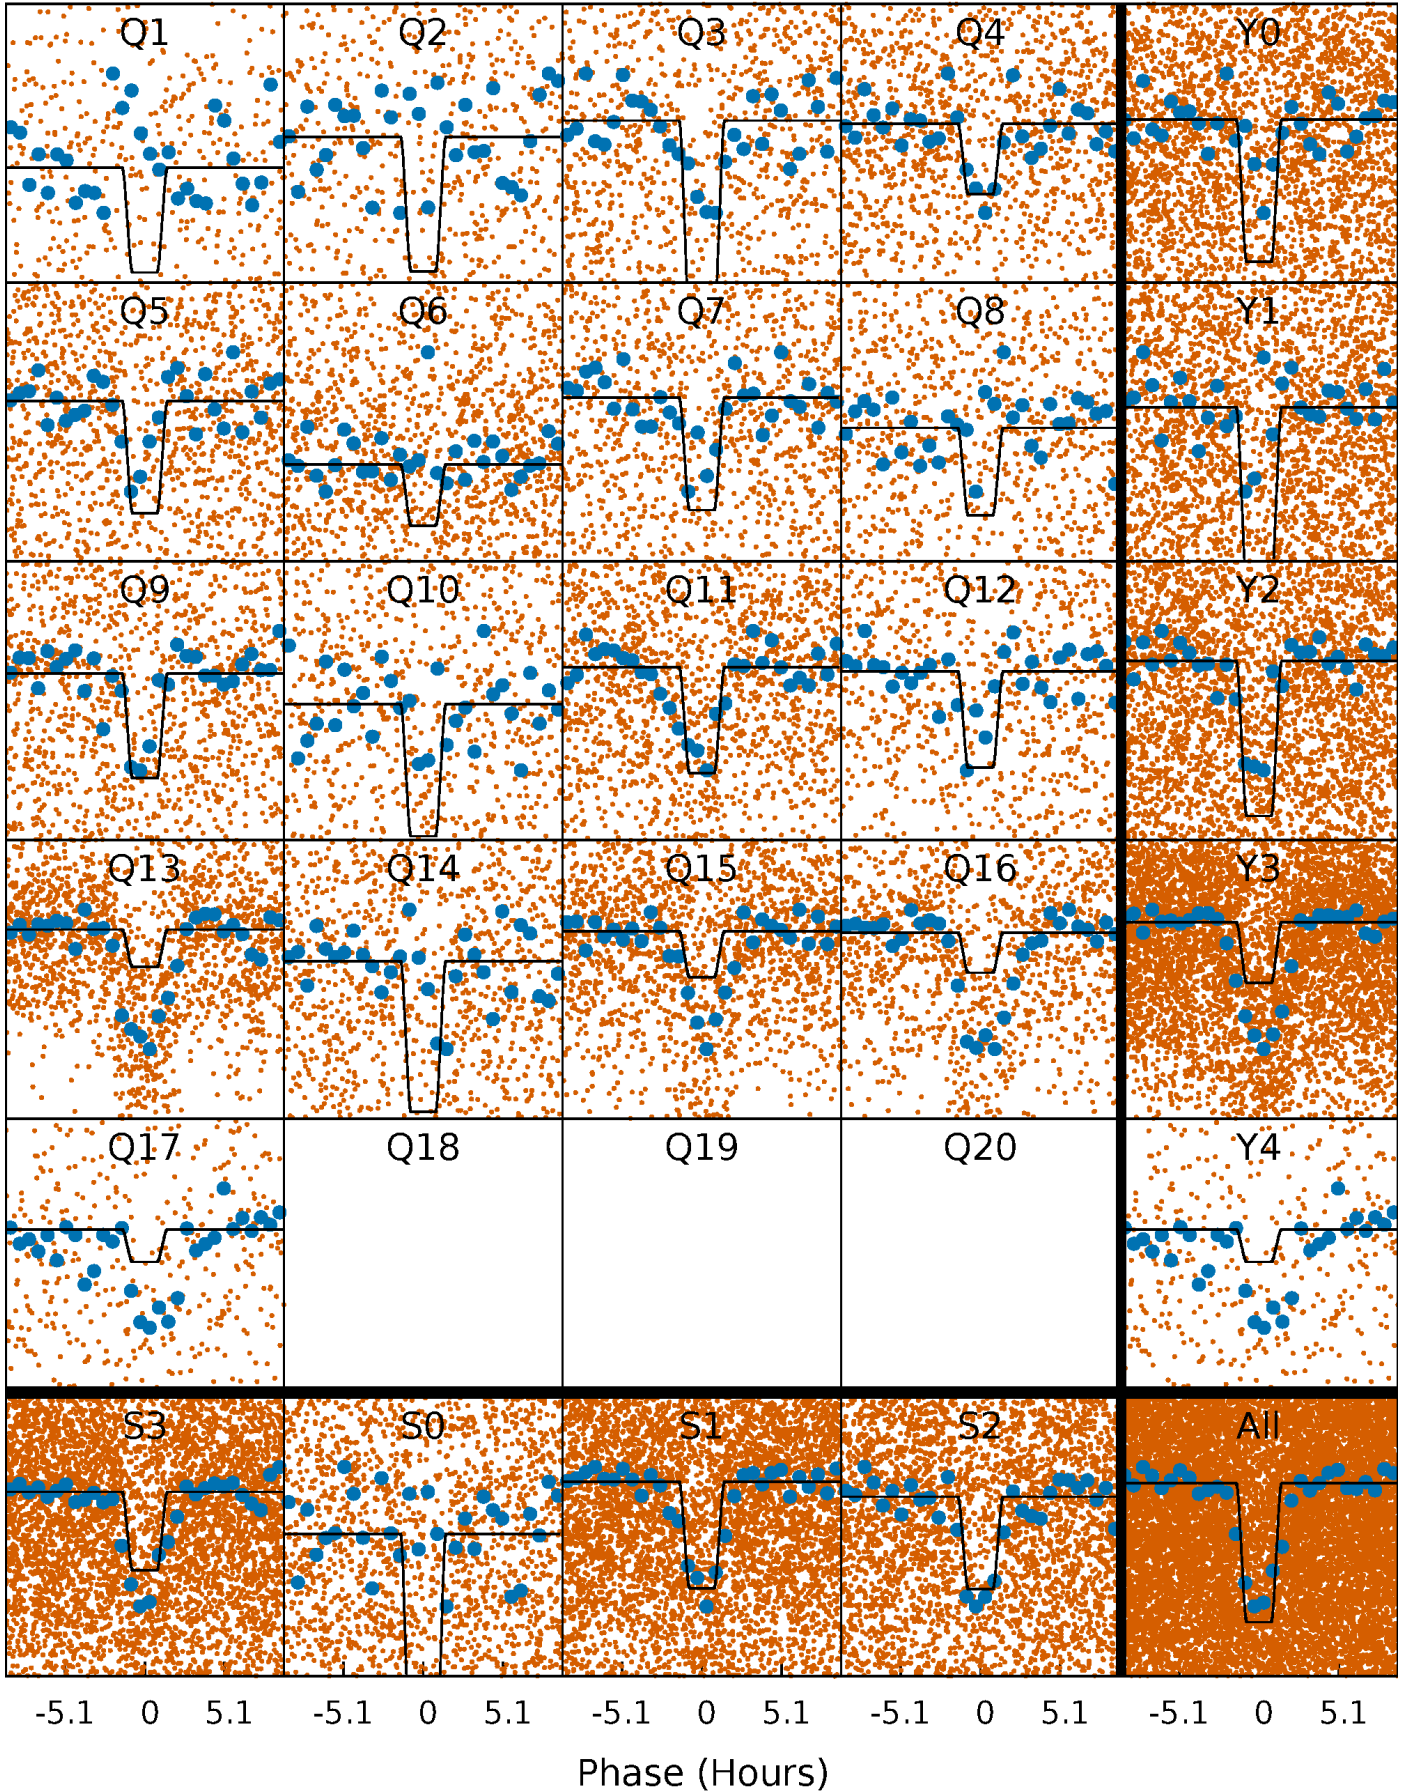 Q1 Q2 Q3 Q4 Y0
Q5 Q6 Q7 Q8 Y1
Q9 Q10 Q11 Q12 Y2
Q13 Q14 Q15 Q16 Y3
Q17 Q18 Q19 Q20 Y4
S3 S0 S1 S2 All
-5.1 0 5.1 -5.1 0 5.1 -5.1 0 5.1 -5.1 0 5.1 -5.1 0 5.1
Phase (Hours)